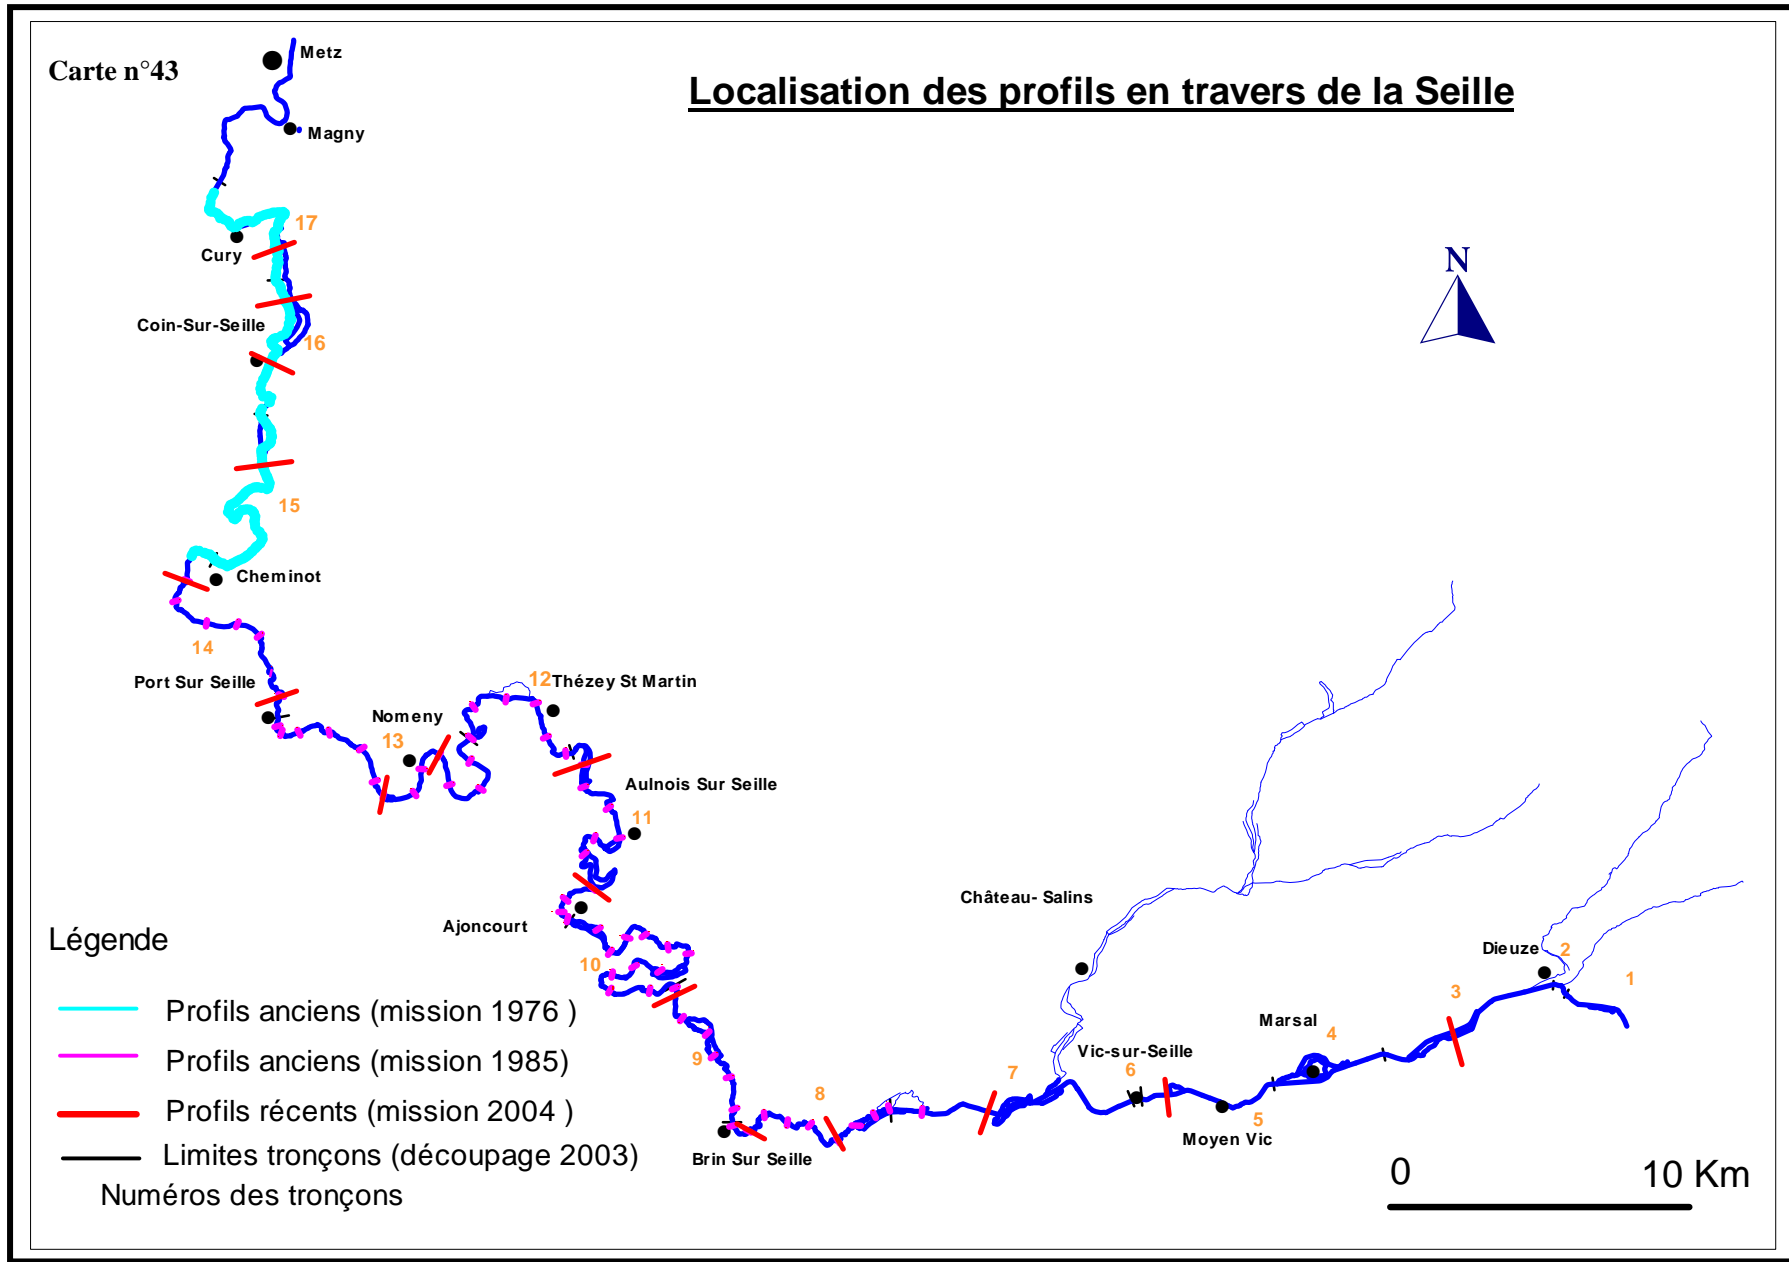 Carte n°43
Localisation des profils en travers de la Seille
Metz
Magny
N
17
Cury
Coin-Sur-Seille
16
15
Cheminot
14
Port Sur Seille
12
Thézey St Martin
Nomeny
13
Aulnois Sur Seille
11
Château- Salins
Ajoncourt
10
Dieuze
2
1
3
Marsal
4
Vic-sur-Seille
6
7
9
8
5
Moyen Vic
Brin Sur Seille
Légende
Profils anciens (mission 1976 )
Profils anciens (mission 1985)
Profils récents (mission 2004 )
Limites tronçons (découpage 2003)
Numéros des tronçons
0 10 Km